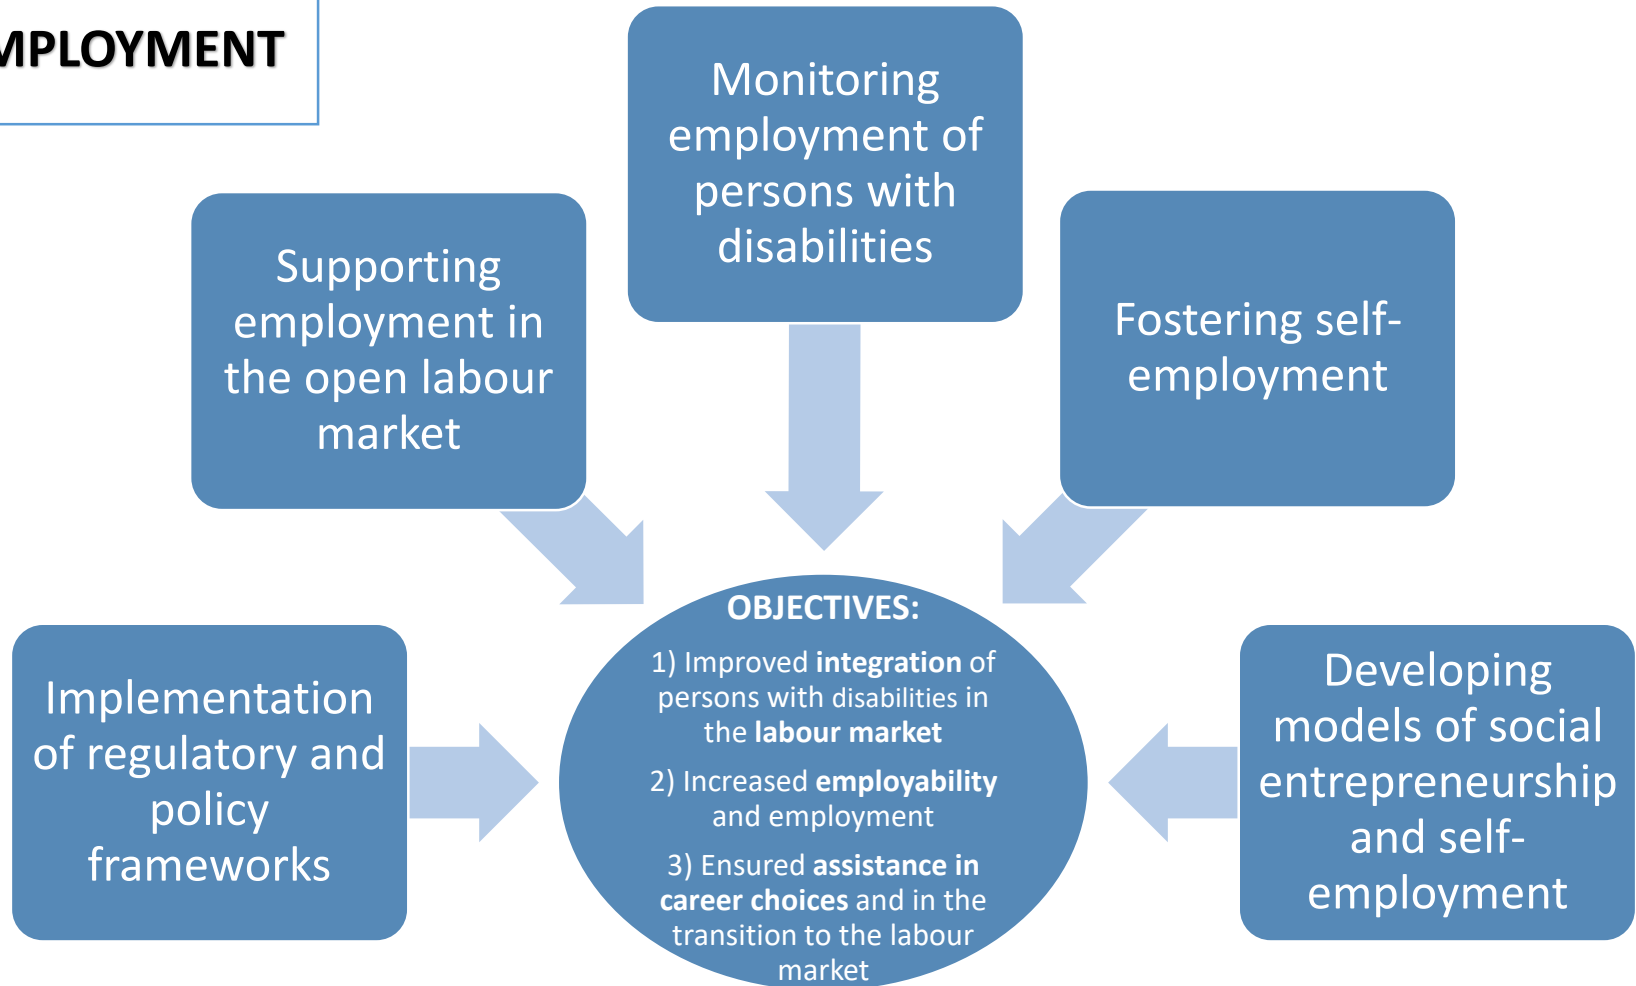 MPLOYMENT
Monitoring
employment of
persons with
disabilities
Supporting
employment in
the open labour
market
Fostering self-
employment
Implementation
of regulatory and
policy
frameworks
OBJECTIVES:
1) Improved integration of
persons with disabilities in
the labour market
2) Increased employability
and employment
3) Ensured assistance in
career choices and in the
transition to the labour
market
Developing
models of social
entrepreneurship
and self-
employment